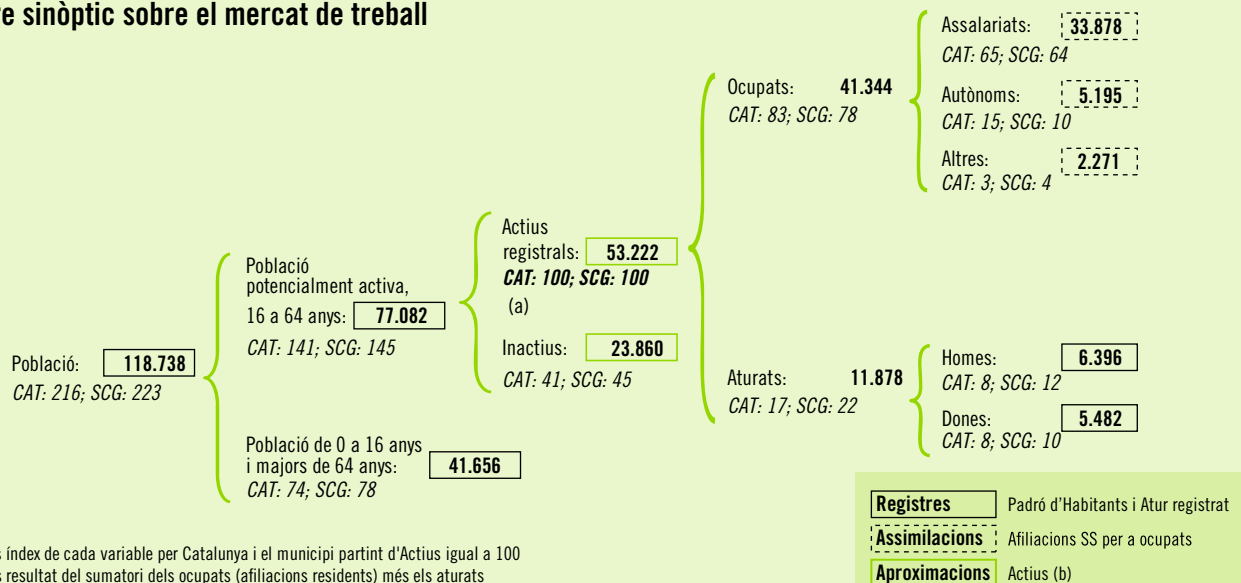 sinòptic sobre el mercat de treball
Assalariats: 33.878
CAT: 65; SCG: 64
Ocupats: 41.344
CAT: 83; SCG: 78
Autònoms: 5.195
CAT: 15; SCG: 10
Altres: 2.271
CAT: 3; SCG: 4
Actius
registrals: 53.222
CAT: 100; SCG: 100
(a)
Població
potencialment activa,
16 a 64 anys: 77.082
CAT: 141; SCG: 145
Inactius: 23.860
CAT: 41; SCG: 45
Població: 118.738
CAT: 216; SCG: 223
Aturats: 11.878
CAT: 17; SCG: 22
Homes: 6.396
CAT: 8; SCG: 12
Dones: 5.482
CAT: 8; SCG: 10
Població de 0 a 16 anys
i majors de 64 anys: 41.656
CAT: 74; SCG: 78
Registres Padró d'Habitants i Atur registrat
Assimilacions Afiliacions SS per a ocupats
Aproximacions Actius (b)
índex de cada variable per Catalunya i el municipi partint d'Actius igual a 100
resultat del sumatori dels ocupats (afiliacions residents) més els aturats